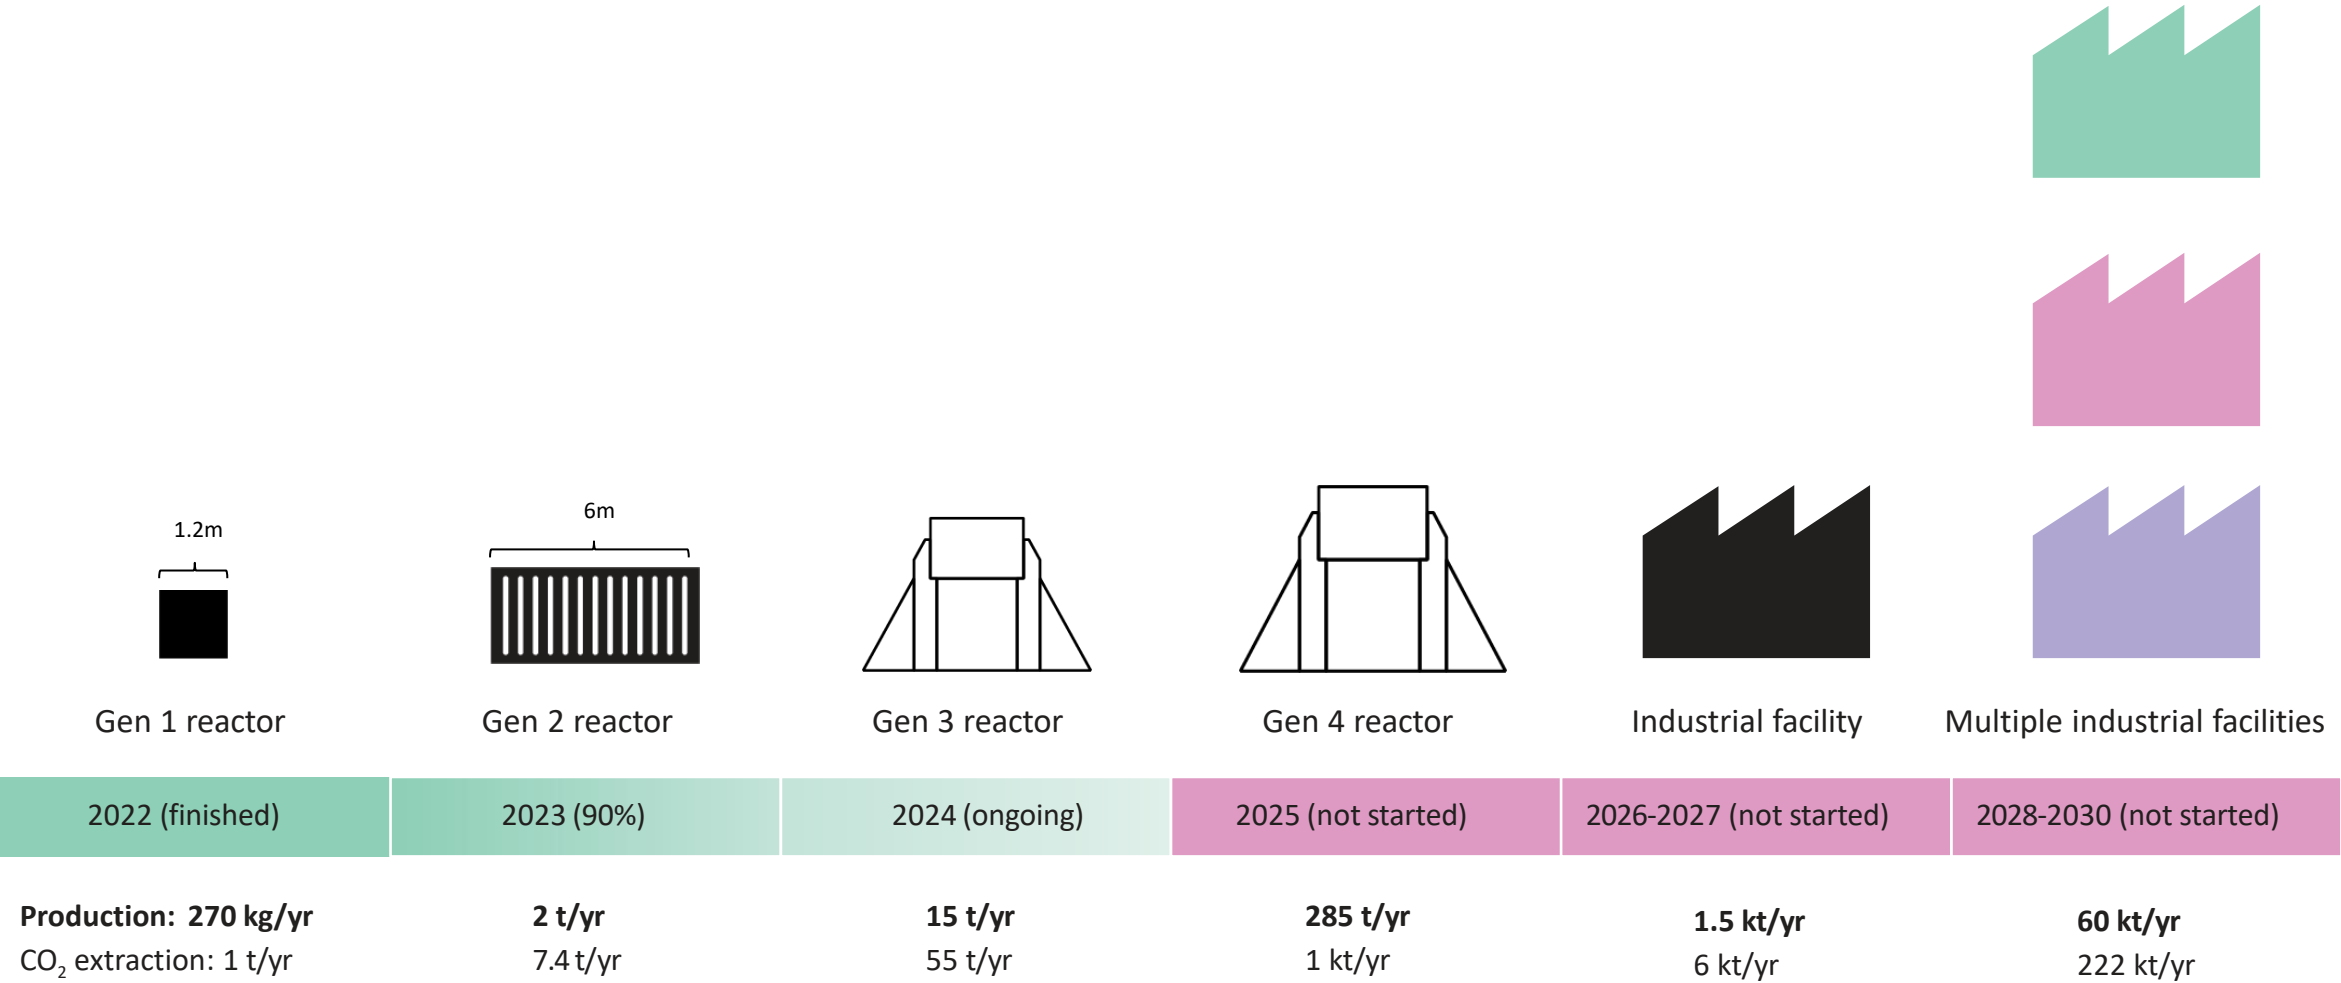 1.2m
6m
Gen 1 reactor
Gen 2 reactor
Gen 3 reactor
Gen 4 reactor
Industrial facility
Multiple industrial facilities
2022 (finished)
2023 (90%)
2024 (ongoing)
2025 (not started)
2026-2027 (not started)
2028-2030 (not started)
Production: 270 kg/yr
2 t/yr
15 t/yr
285 t/yr
1.5 kt/yr
60 kt/yr
CO₂ extraction: 1 t/yr
7.4 t/yr
55 t/yr
1 kt/yr
6 kt/yr
222 kt/yr